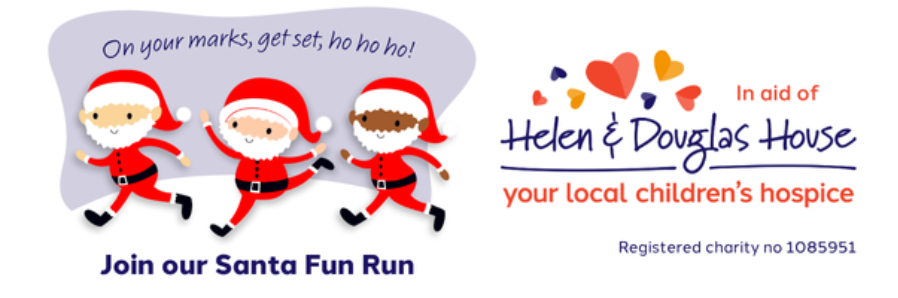 On your marks, get set, ho ho ho!
Join our Santa Fun Run
In aid of
Helen & Douglas House
your local children's hospice
Registered charity no 1085951